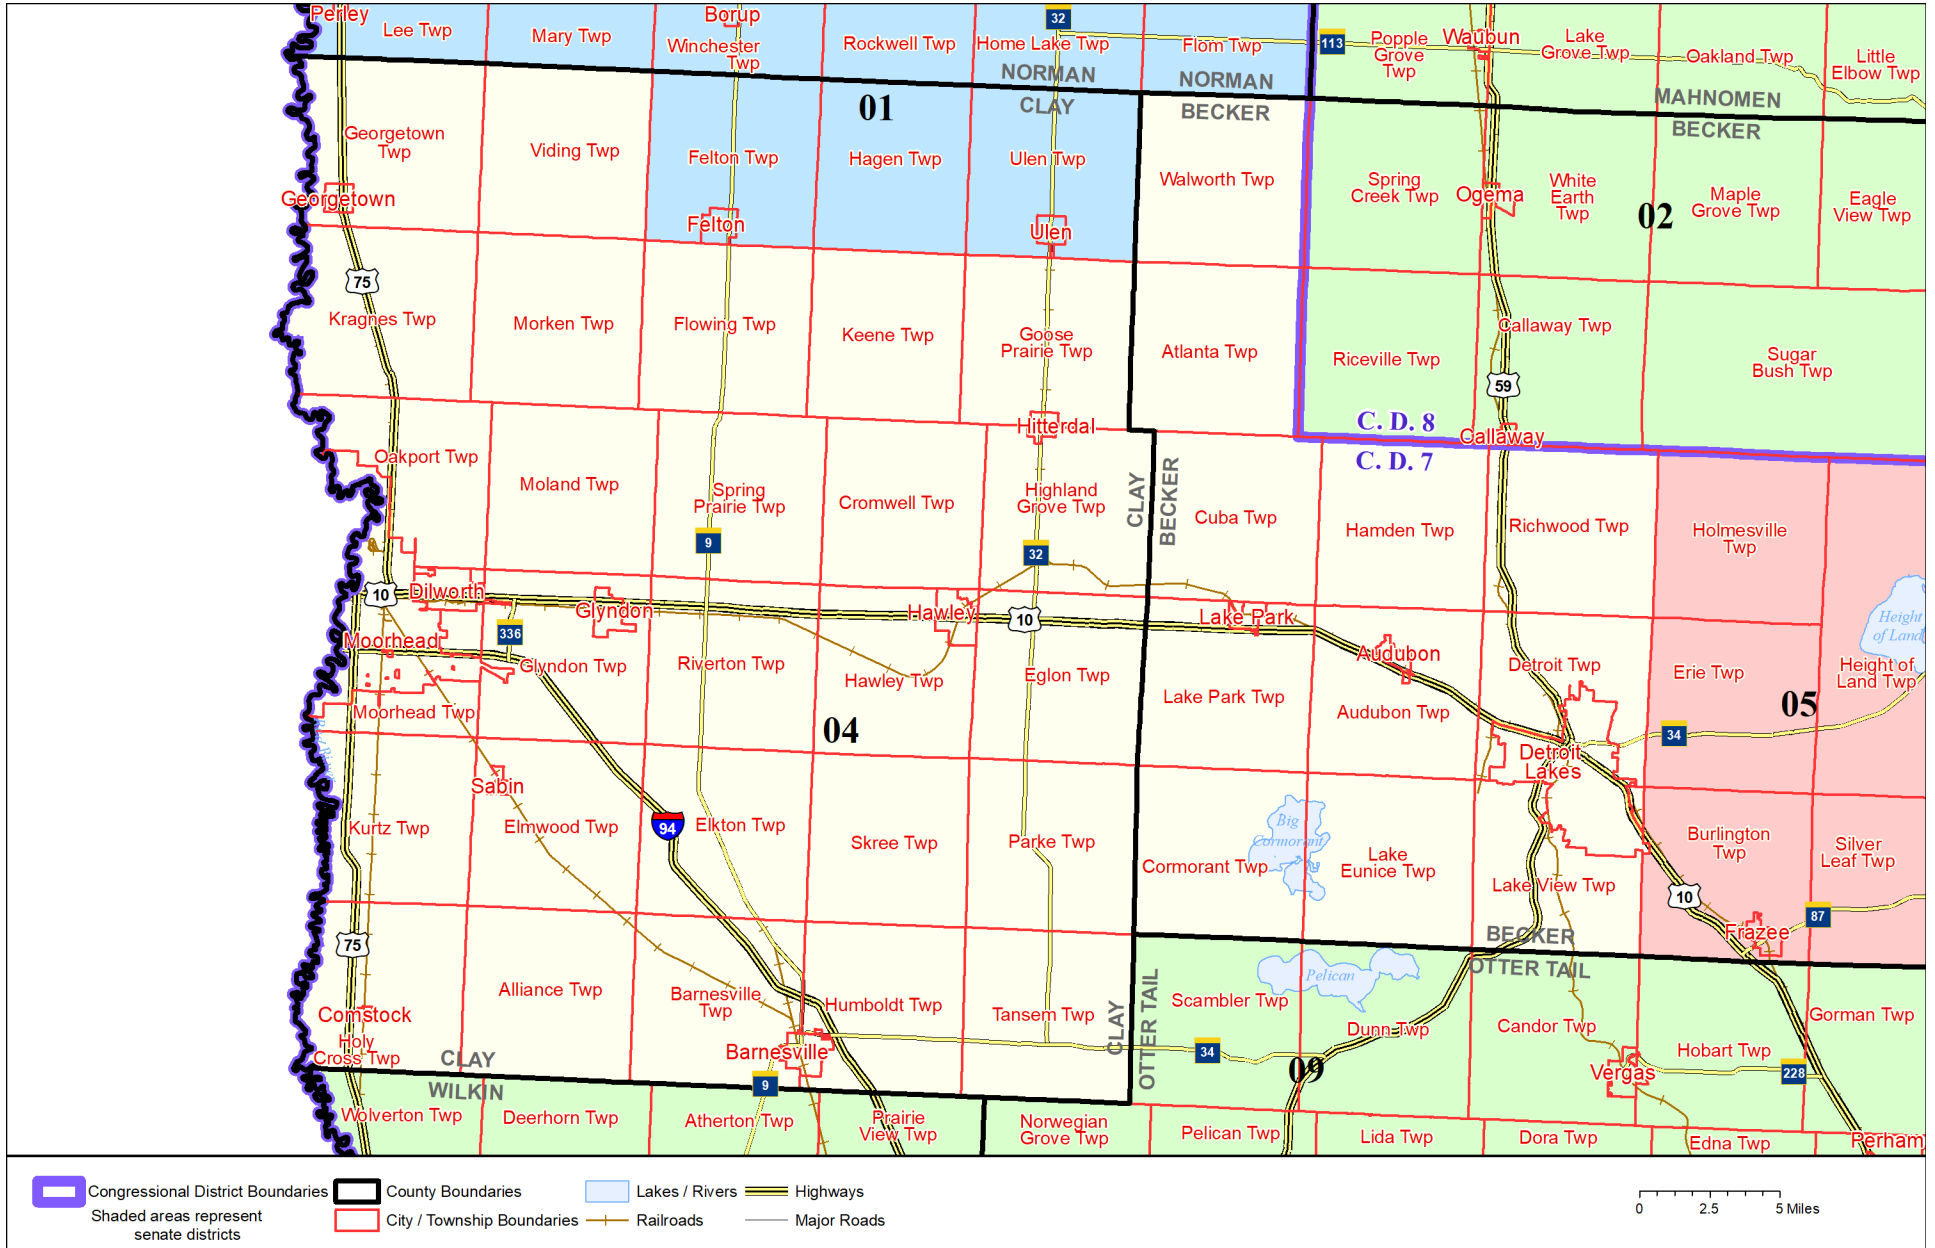 Perley
Lee Twp
Mary Twp
Borup
Winchester
Twp
Rockwell Twp
32
Home Lake Twp
Flom Twp
113
Popple
Grove
Twp
Waubun
Lake
Grove Twp
Oakland Twp
Little
Elbow Twp
NORMAN
CLAY
NORMAN
BECKER
MAHNOMEN
BECKER
01
Georgetown
Twp
Viding Twp
Felton Twp
Hagen Twp
Ulen Twp
Walworth Twp
Spring
Creek Twp
Ogema
White
Earth
Twp
02
Maple
Grove Twp
Eagle
View Twp
Georgetown
Felton
Ulen
75
Kragnes Twp
Morken Twp
Flowing Twp
Keene Twp
Goose
Prairie Twp
Atlanta Twp
Riceville Twp
Callaway Twp
Sugar
Bush Twp
59
C. D. 8
Callaway
C. D. 7
Hitterdal
Oakport Twp
Moland Twp
Spring
Prairie Twp
Cromwell Twp
Highland
Grove Twp
CLAY
BECKER
Cuba Twp
Hamden Twp
Richwood Twp
Holmesville
Twp
9
32
10
Dilworth
Glyndon
Hawley
10
Lake Park
Height
of Land
336
Moorhead
Glyndon Twp
Riverton Twp
Hawley Twp
Eglon Twp
Lake Park Twp
Audubon
Audubon Twp
Detroit Twp
Erie Twp
Height of
Land Twp
05
Moorhead Twp
04
34
Detroit
Lakes
Sabin
Kurtz Twp
Elmwood Twp
94
Elkton Twp
Skree Twp
Parke Twp
Big
Cormorant
Cormorant Twp
Lake
Eunice Twp
Lake View Twp
Burlington
Twp
Silver
Leaf Twp
10
87
Frazee
75
BECKER
OTTER TAIL
Alliance Twp
Barnesville
Twp
Humboldt Twp
Tansem Twp
CLAY
OTTER TAIL
Scambler Twp
Pelican
Dunn Twp
Candor Twp
Gorman Twp
Comstock
Holy
Cross Twp
CLAY
WILKIN
Barnesville
9
34
09
Hobart Twp
Vergas
228
Wolverton Twp
Deerhorn Twp
Atherton Twp
Prairie
View Twp
Norwegian
Grove Twp
Pelican Twp
Lida Twp
Dora Twp
Edna Twp
Perham
Congressional District Boundaries
County Boundaries
Lakes / Rivers
Highways
Shaded areas represent
senate districts
City / Township Boundaries
Railroads
Major Roads
0 2.5 5 Miles